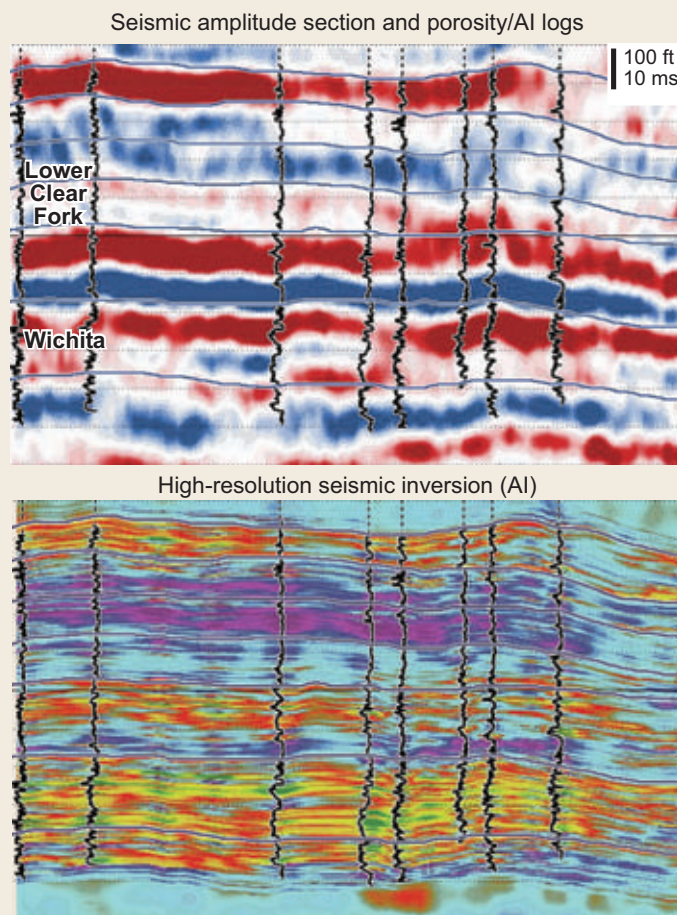 Seismic amplitude section and porosity/AI logs
100 ft
10 ms
Lower
Clear
Fork
Wichita
High-resolution seismic inversion (AI)